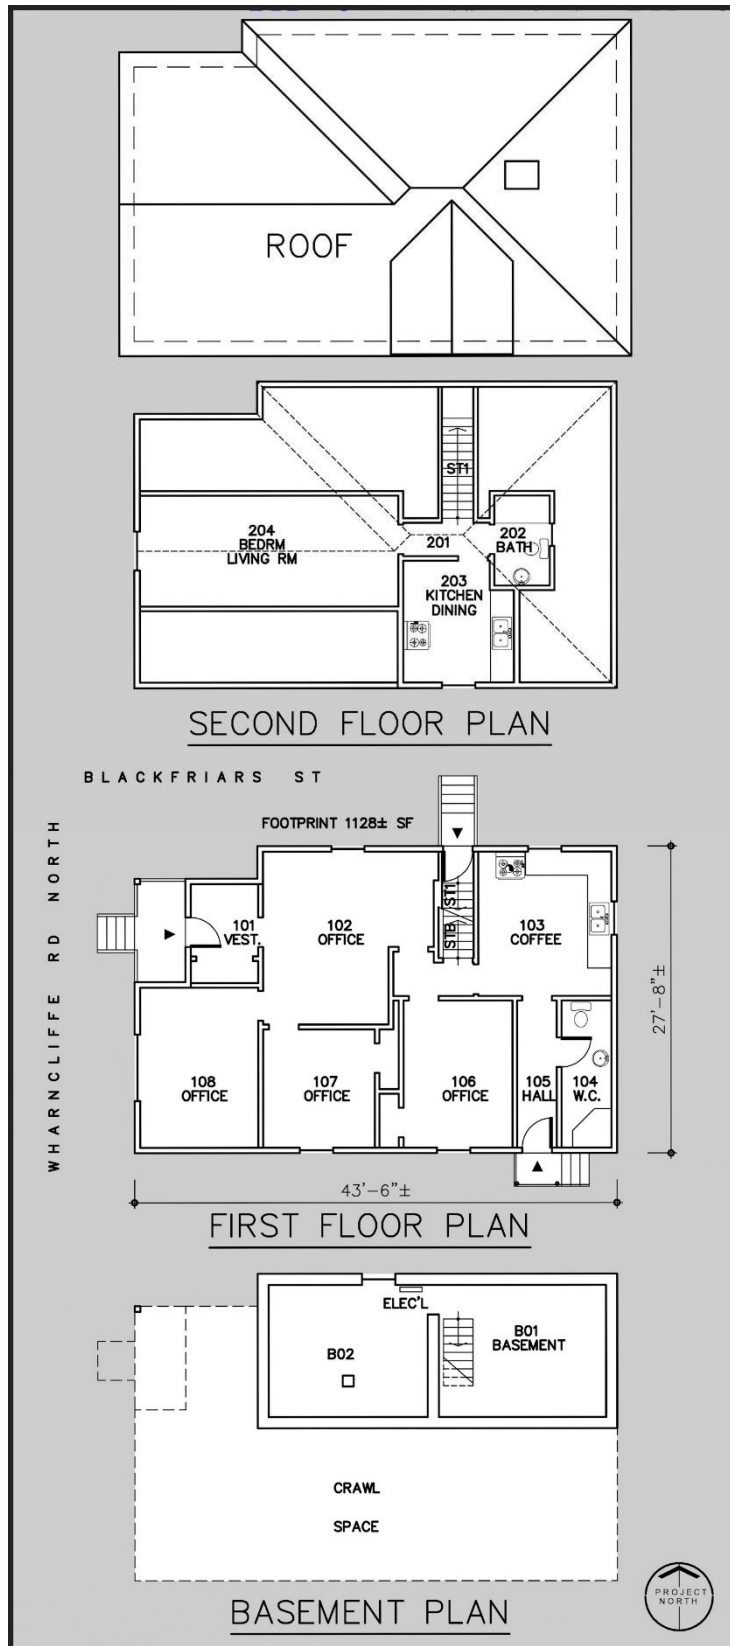 ROOF
ST1
204
BEDRM
LIVING RM
201
202
BATH
203
KITCHEN
DINING
SECOND FLOOR PLAN
BLACKFRIARS ST
WHARNCLIFFE RD NORTH
FOOTPRINT 1128± SF
101
VEST.
102
OFFICE
ST1
STB
103
COFFEE
27'-8"±
108
OFFICE
107
OFFICE
106
OFFICE
105
HALL
104
W.C.
43'-6"±
FIRST FLOOR PLAN
ELEC'L
B01
BASEMENT
B02
CRAWL
SPACE
BASEMENT PLAN
PROJECT
NORTH